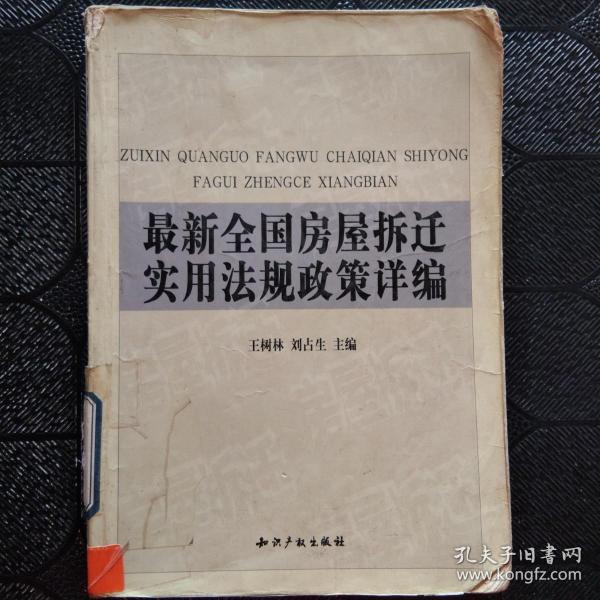 ZUIXIN QUANGUO FANGWU CHAIQIAN SHIYONG
FAGUI ZHENGCE XIANGBIAN
最新全国房屋拆迁
实用法规政策详编
王树林 刘占生 主编
知识产权出版社
孔夫子旧书网
www.kongfz.com